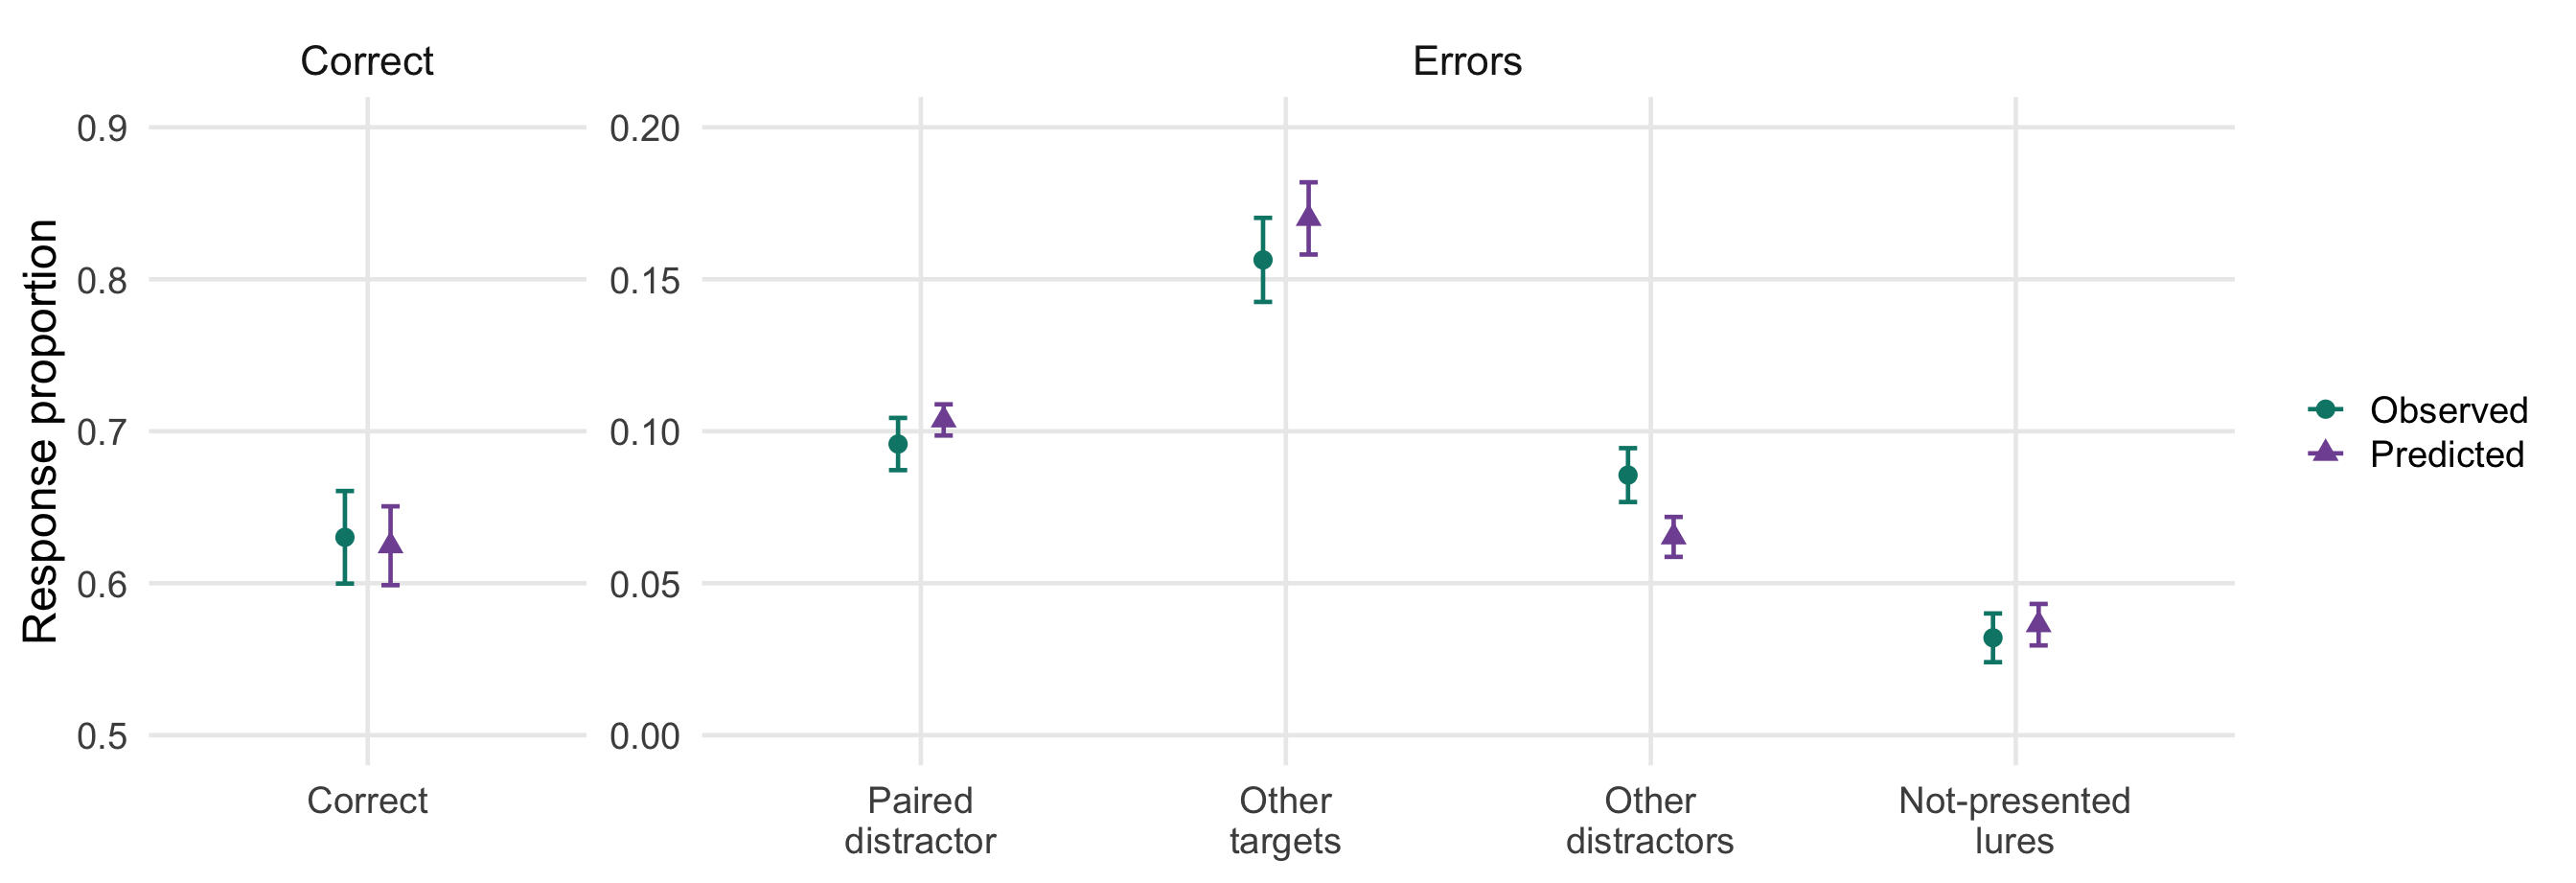 Correct
Errors
Response proportion
0.9
0.8
0.7
0.6
0.5
0.20
0.15
0.10
0.05
0.00
Correct
Paired
distractor
Other
targets
Other
distractors
Not-presented
lures
Observed
Predicted